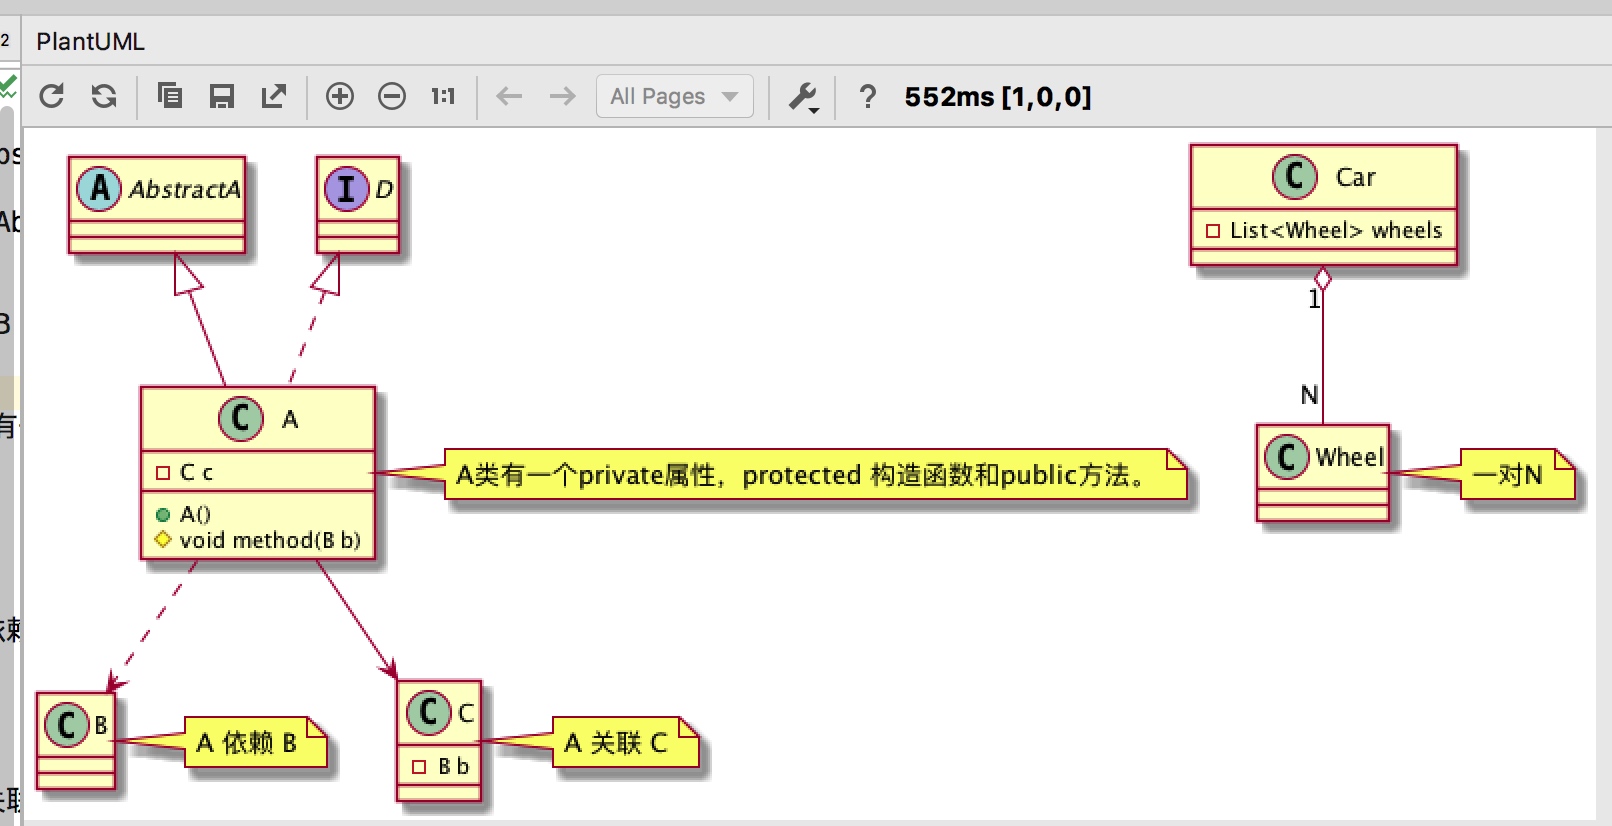 2
PlantUML
1:1
All Pages
?
552ms [1,0,0]
A AbstractA
I D
C Car
List<Wheel> wheels
1
N
C A
C c
A()
void method(B b)
A类有一个private属性，protected 构造函数和public方法。
C Wheel
一对N
C B
A 依赖 B
C C
B b
A 关联 C